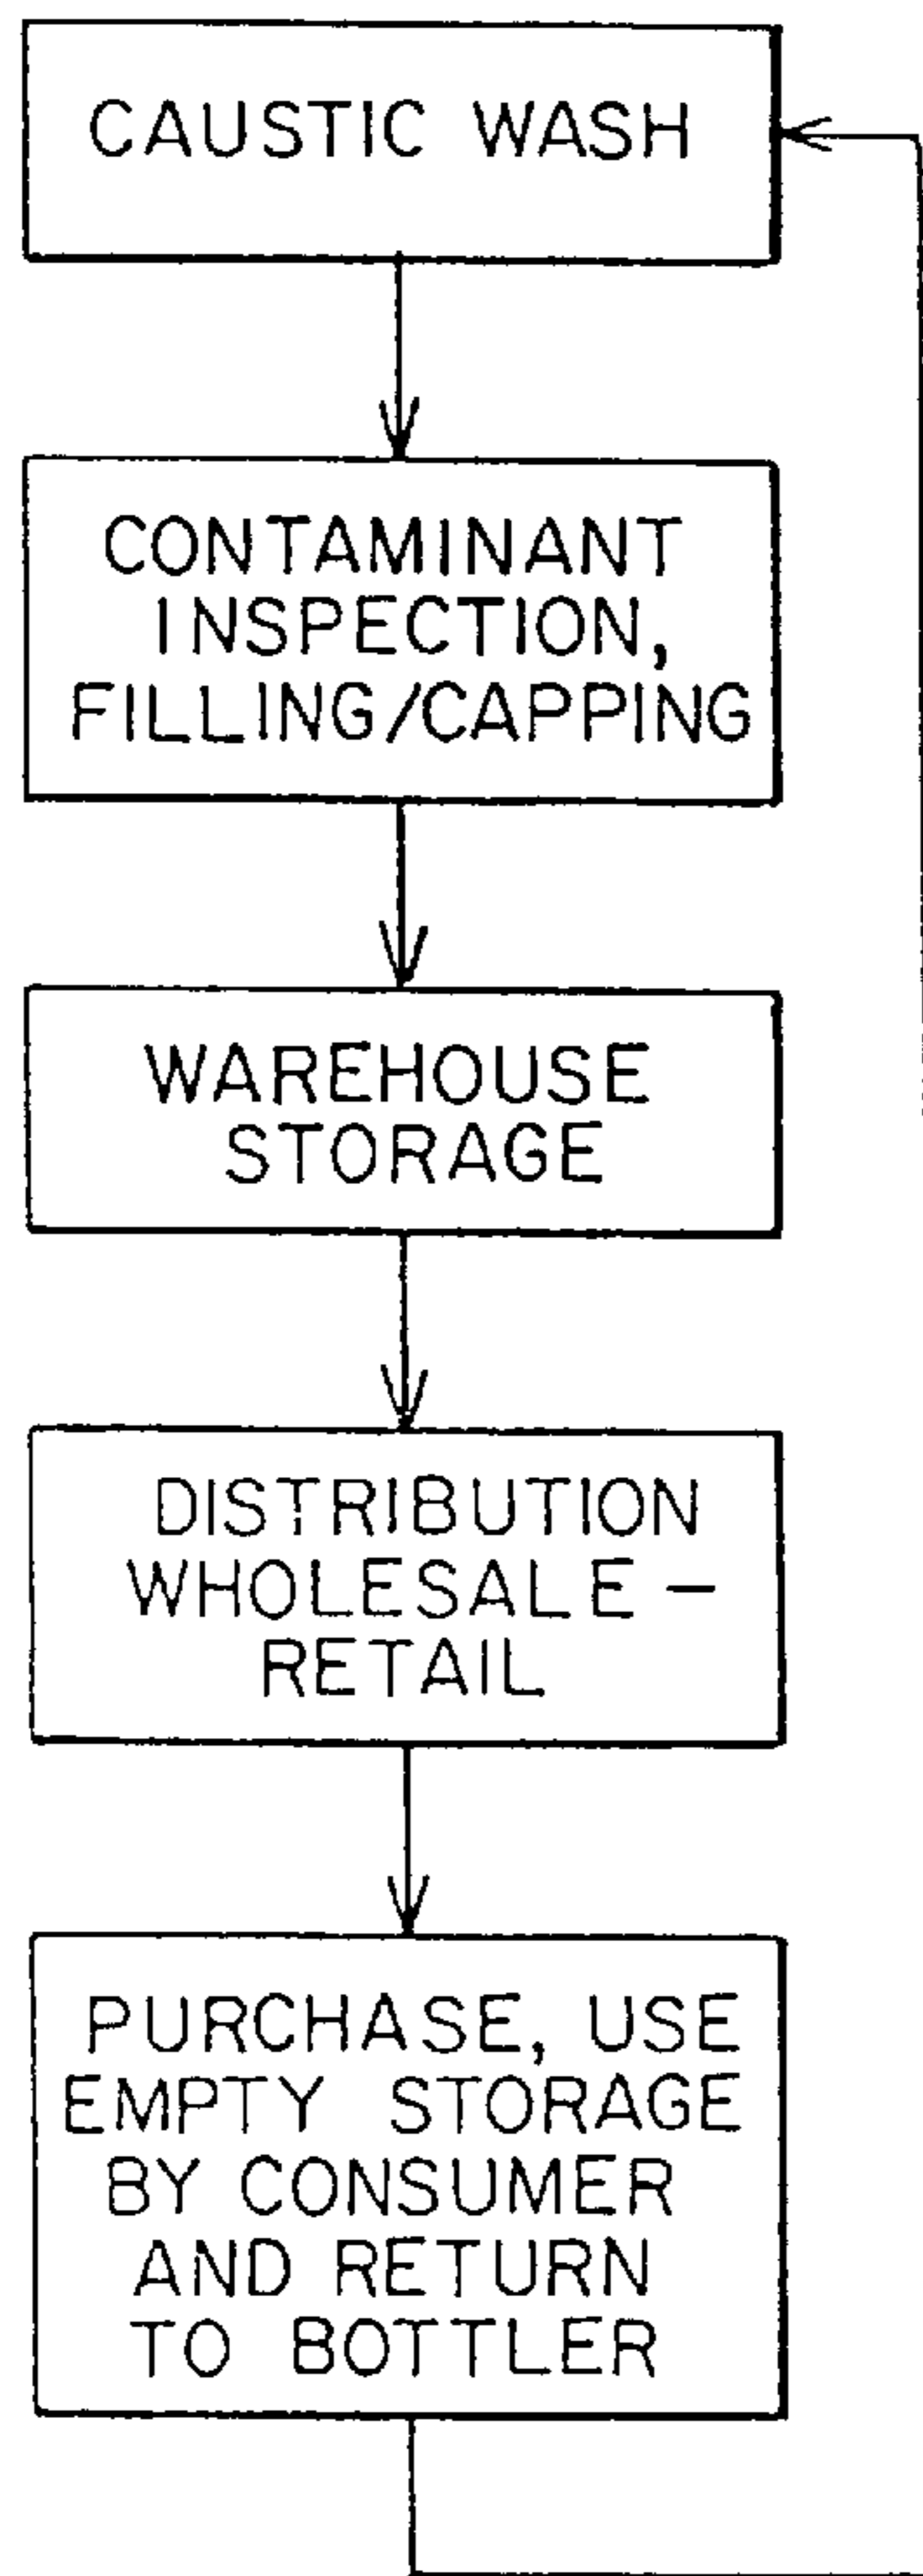 CAUSTIC WASH
CONTAMINANT
INSPECTION,
FILLING/CAPPING
WAREHOUSE
STORAGE
DISTRIBUTION
WHOLESALE –
RETAIL
PURCHASE, USE
EMPTY STORAGE
BY CONSUMER
AND RETURN
TO BOTTLER